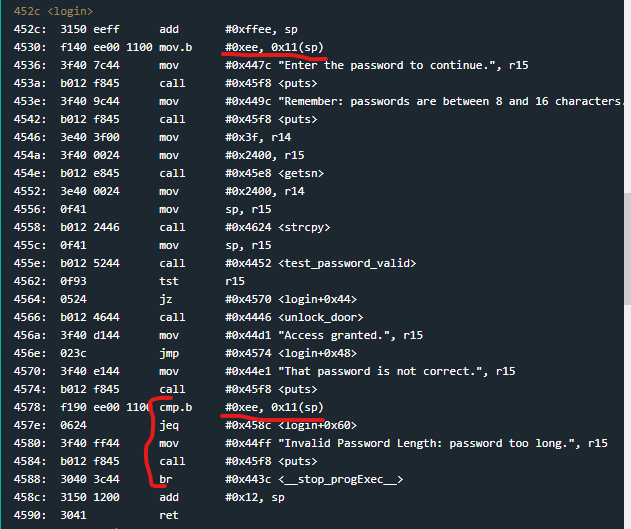 452c <login>
452c: 3150 eeff add #0xffee, sp
4530: f140 ee00 1100 mov.b #0xee, 0x11(sp)
4536: 3f40 7c44 mov #0x447c "Enter the password to continue.", r15
453a: b012 f845 call #0x45f8 <puts>
453e: 3f40 9c44 mov #0x449c "Remember: passwords are between 8 and 16 characters.
4542: b012 f845 call #0x45f8 <puts>
4546: 3e40 3f00 mov #0x3f, r14
454a: 3f40 0024 mov #0x2400, r15
454e: b012 e845 call #0x45e8 <getsn>
4552: 3e40 0024 mov #0x2400, r14
4556: 0f41 mov sp, r15
4558: b012 2446 call #0x4624 <strcpy>
455c: 0f41 mov sp, r15
455e: b012 5244 call #0x4452 <test_password_valid>
4562: 0f93 tst r15
4564: 0524 jz #0x4570 <login+0x44>
4566: b012 4644 call #0x4446 <unlock_door>
456a: 3f40 d144 mov #0x44d1 "Access granted.", r15
456e: 023c jmp #0x4574 <login+0x48>
4570: 3f40 e144 mov #0x44e1 "That password is not correct.", r15
4574: b012 f845 call #0x45f8 <puts>
4578: f190 ee00 1100 cmp.b #0xee, 0x11(sp)
457e: 0624 jeq #0x458c <login+0x60>
4580: 3f40 ff44 mov #0x44ff "Invalid Password Length: password too long.", r15
4584: b012 f845 call #0x45f8 <puts>
4588: 3040 3c44 br #0x443c <__stop_progExec__>
458c: 3150 1200 add #0x12, sp
4590: 3041 ret